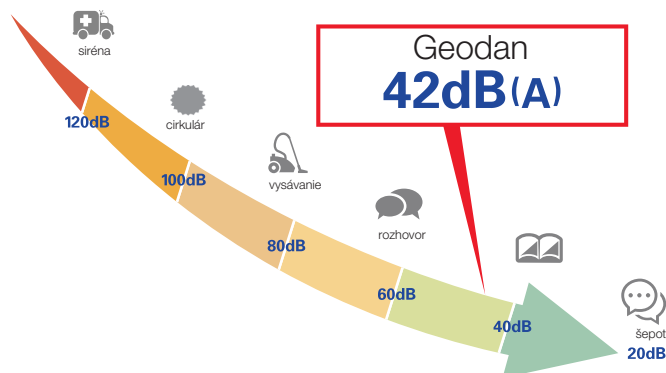 siréna
Geodan
42dB(A)
120dB
cirkulár
100dB
vysávanie
rozhovor
80dB
60dB
40dB
šepot
20dB